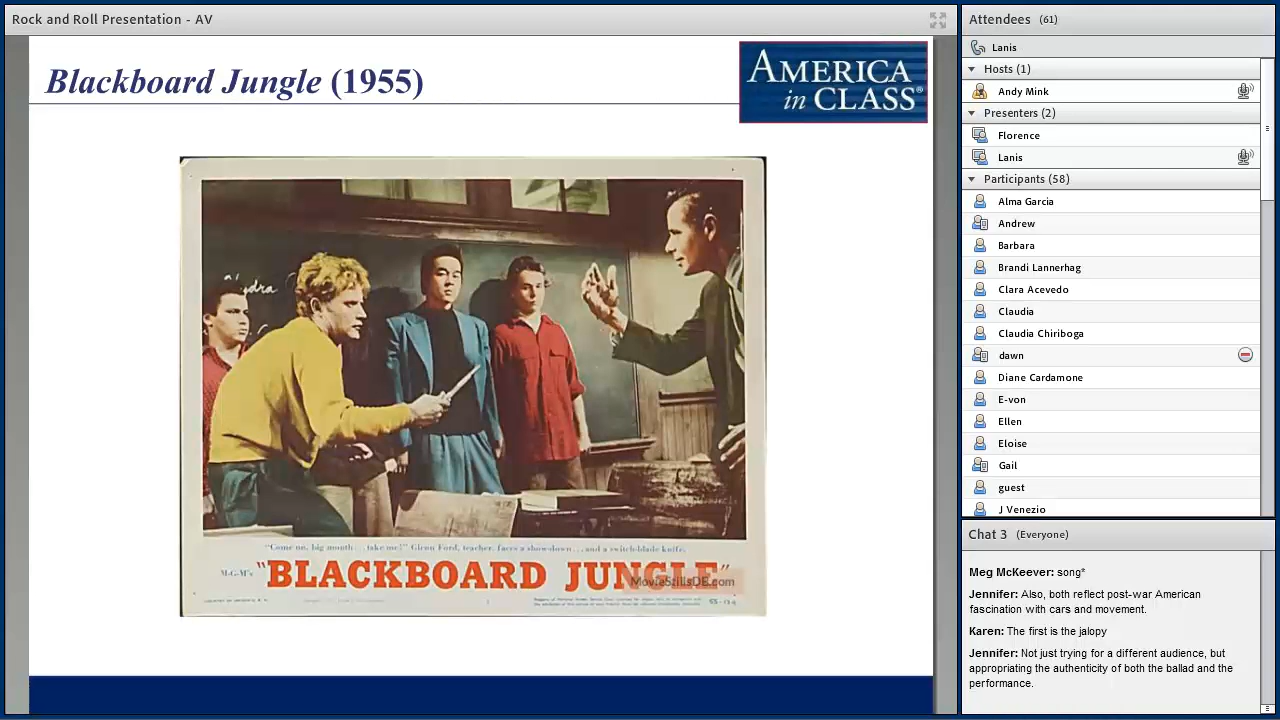 Rock and Roll Presentation - AV
Blackboard Jungle (1955)
AMERICA
in CLASS®
"Come on, big mouth...take me!" Glenn Ford, teacher, faces a showdown...and a switch-blade knife.
M-G-M's "BLACKBOARD JUNGLE"
MovieStillsDB.com
Attendees (61)
Lanis
Hosts (1)
Andy Mink
Presenters (2)
Florence
Lanis
Participants (58)
Alma Garcia
Andrew
Barbara
Brandi Lannerhag
Clara Acevedo
Claudia
Claudia Chiriboga
dawn
Diane Cardamone
E-von
Ellen
Eloise
Gail
guest
J Venezio
Chat 3 (Everyone)
Meg McKeever: song*
Jennifer: Also, both reflect post-war American
fascination with cars and movement.
Karen: The first is the jalopy
Jennifer: Not just trying for a different audience, but
appropriating the authenticity of both the ballad and the
performance.